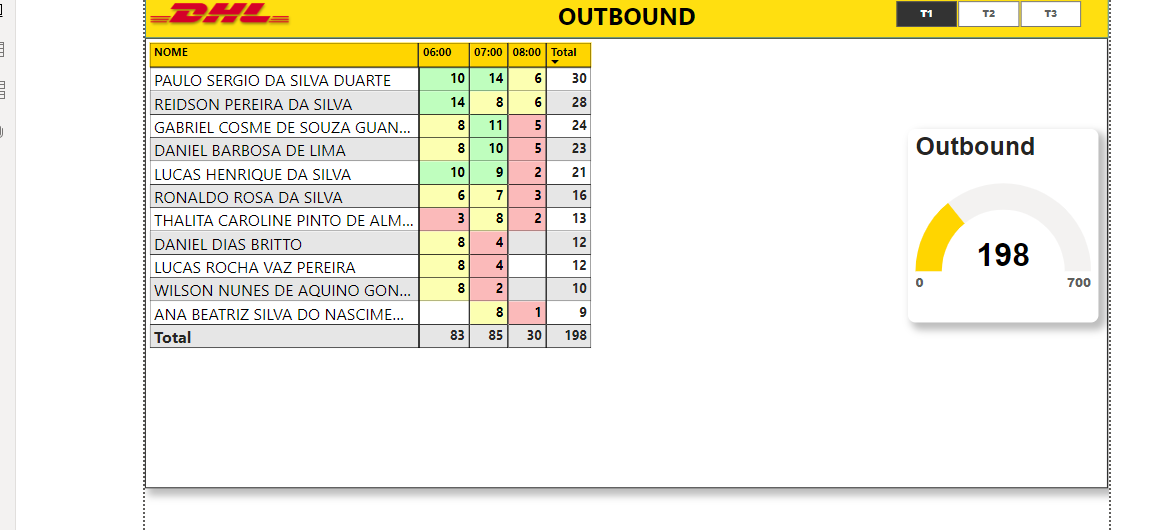 DHL OUTBOUND T1 T2 T3
NOME 06:00 07:00 08:00 Total
PAULO SERGIO DA SILVA DUARTE 10 14 6 30
REIDSON PEREIRA DA SILVA 14 8 6 28
GABRIEL COSME DE SOUZA GUAN... 8 11 5 24
DANIEL BARBOSA DE LIMA 8 10 5 23
LUCAS HENRIQUE DA SILVA 10 9 2 21
RONALDO ROSA DA SILVA 6 7 3 16
THALITA CAROLINE PINTO DE ALM... 3 8 2 13
DANIEL DIAS BRITTO 8 4 12
LUCAS ROCHA VAZ PEREIRA 8 4 12
WILSON NUNES DE AQUINO GON... 8 2 10
ANA BEATRIZ SILVA DO NASCIME... 8 1 9
Total 83 85 30 198
Outbound
198
0 700